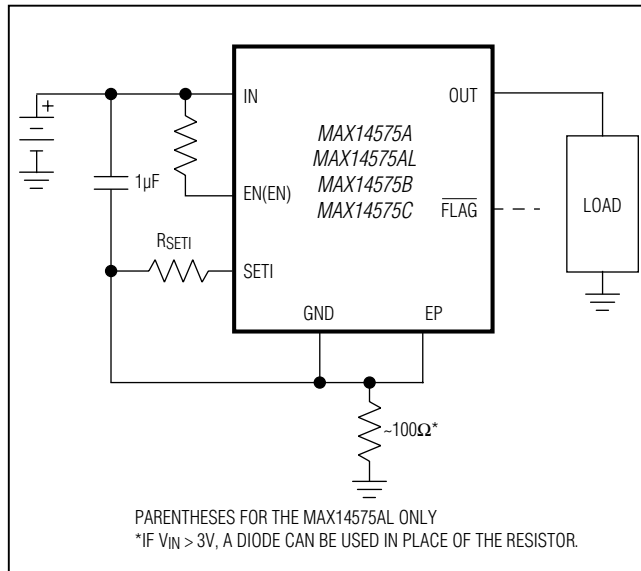 +
IN
OUT
MAX14575A
MAX14575AL
MAX14575B
MAX14575C
1µF
EN(EN)
FLAG
LOAD
RSETI
SETI
GND
EP
~100Ω*
PARENTHESES FOR THE MAX14575AL ONLY
*IF VIN > 3V, A DIODE CAN BE USED IN PLACE OF THE RESISTOR.